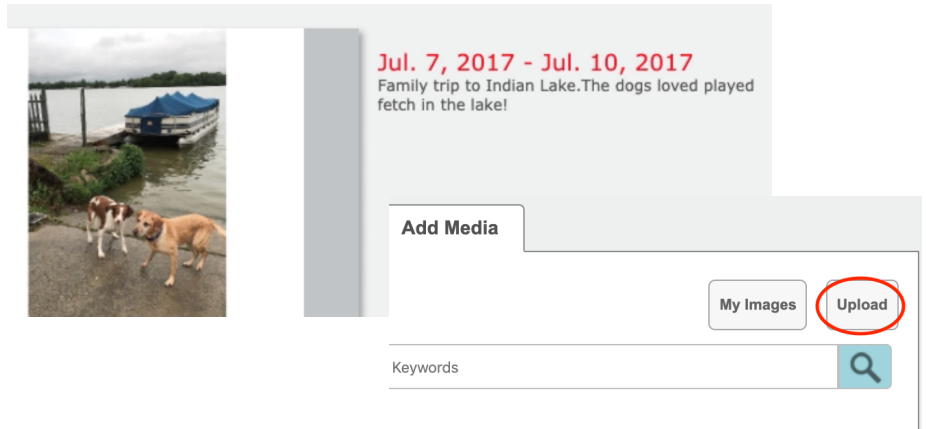 Jul. 7, 2017 - Jul. 10, 2017
Family trip to Indian Lake.The dogs loved played
fetch in the lake!
Add Media
My Images
Upload
Keywords